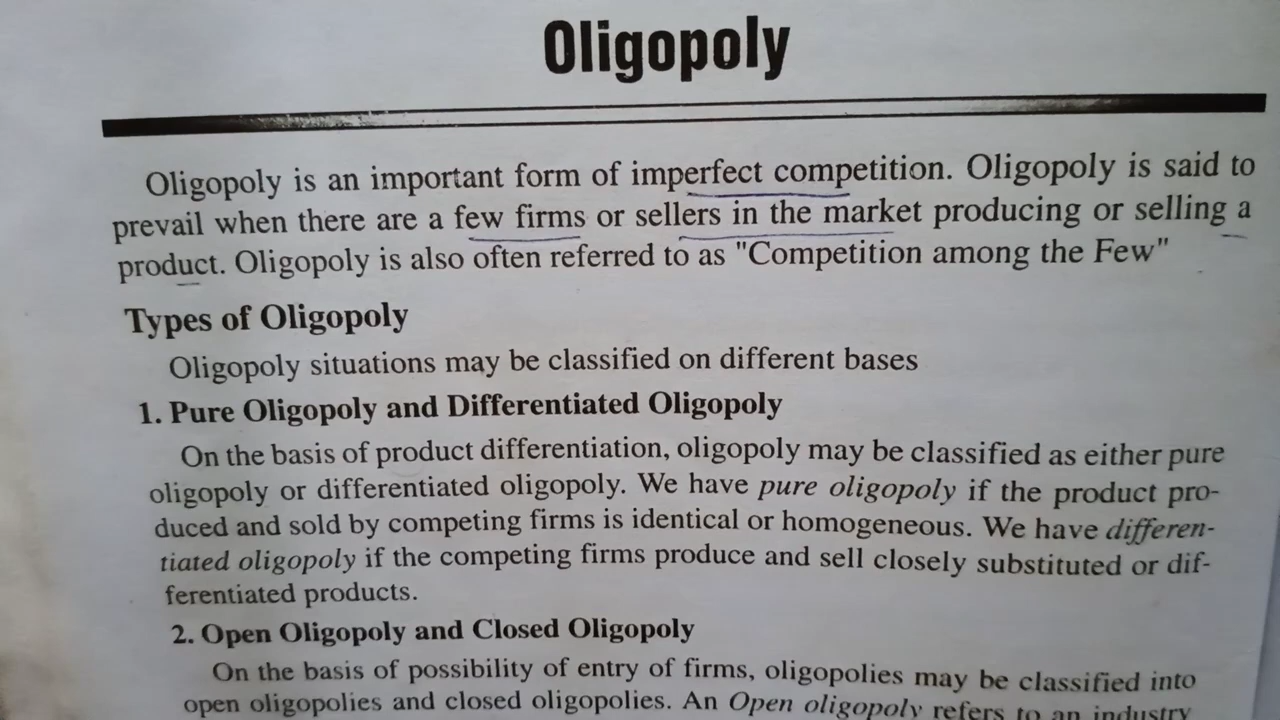 Oligopoly
Oligopoly is an important form of imperfect competition. Oligopoly is said to
prevail when there are a few firms or sellers in the market producing or selling a
product. Oligopoly is also often referred to as "Competition among the Few"
Types of Oligopoly
Oligopoly situations may be classified on different bases
1. Pure Oligopoly and Differentiated Oligopoly
On the basis of product differentiation, oligopoly may be classified as either pure
oligopoly or differentiated oligopoly. We have pure oligopoly if the product pro-
duced and sold by competing firms is identical or homogeneous. We have differen-
tiated oligopoly if the competing firms produce and sell closely substituted or dif-
ferentiated products.
2. Open Oligopoly and Closed Oligopoly
On the basis of possibility of entry of firms, oligopolies may be classified into
open oligopolies and closed oligopolies. An Open oligopoly refers to an industry